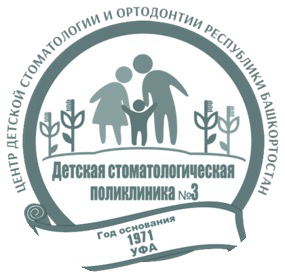 ЦЕНТР ДЕТСКОЙ СТОМАТОЛОГИИ И ОРТОДОНТИИ РЕСПУБЛИКИ БАШКОРТОСТАН
Детская стоматологическая
поликлиника №3
Год основания
1971
УФА